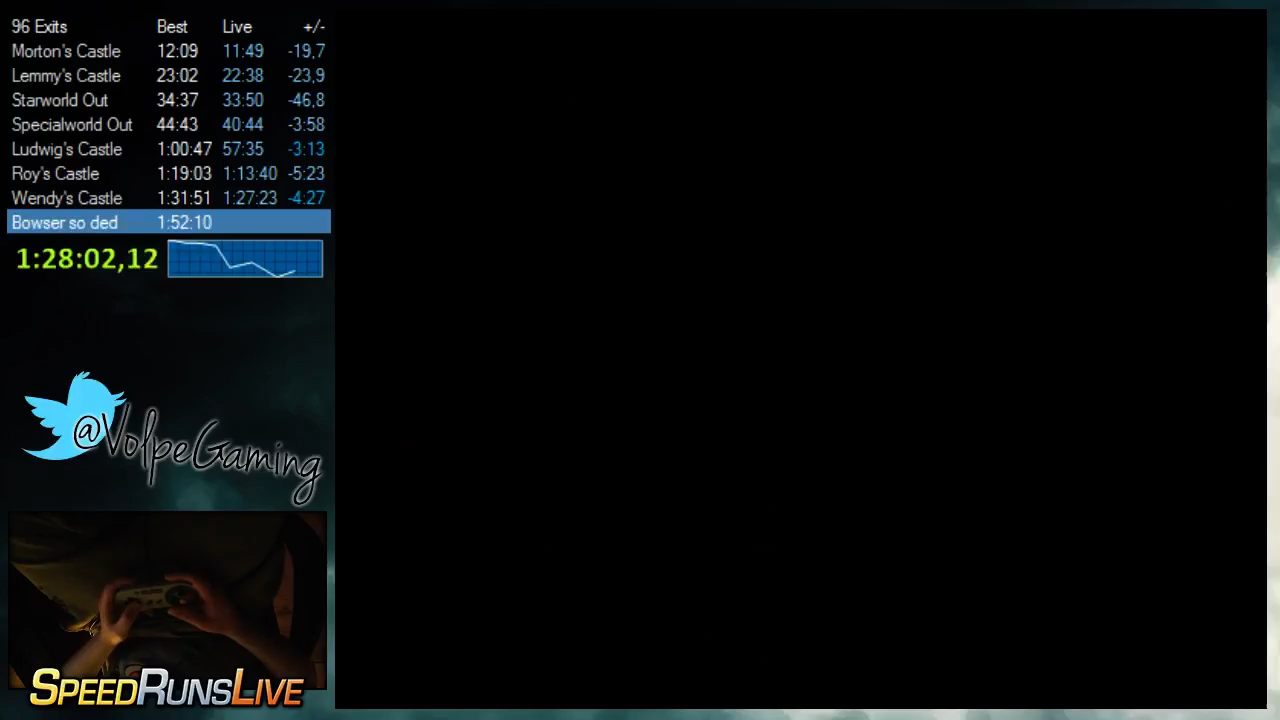 96 Exits Best Live +/-
Morton's Castle 12:09 11:49 -19,7
Lemmy's Castle 23:02 22:38 -23,9
Starworld Out 34:37 33:50 -46,8
Specialworld Out 44:43 40:44 -3:58
Ludwig's Castle 1:00:47 57:35 -3:13
Roy's Castle 1:19:03 1:13:40 -5:23
Wendy's Castle 1:31:51 1:27:23 -4:27
Bowser so ded 1:52:10
1:28:02,12
@VolpeGaming
SPEEDRUNSLIVE